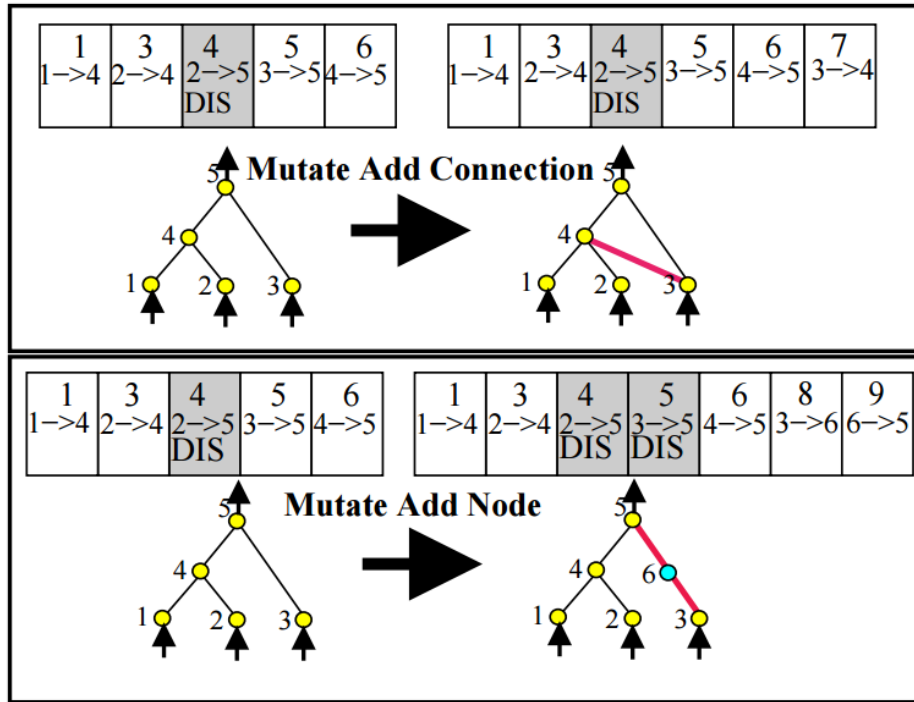 1 3 4 5 6
1->4 2->4 2->5 3->5 4->5
DIS
1 3 4 5 6 7
1->4 2->4 2->5 3->5 4->5 3->4
DIS
5
Mutate Add Connection
5
4
4
1 2 3
1 2 3
1 3 4 5 6
1->4 2->4 2->5 3->5 4->5
DIS
1 3 4 5 6 8 9
1->4 2->4 2->5 3->5 4->5 3->6 6->5
DIS DIS
5
Mutate Add Node
5
4
4 6
1 2 3
1 2 3